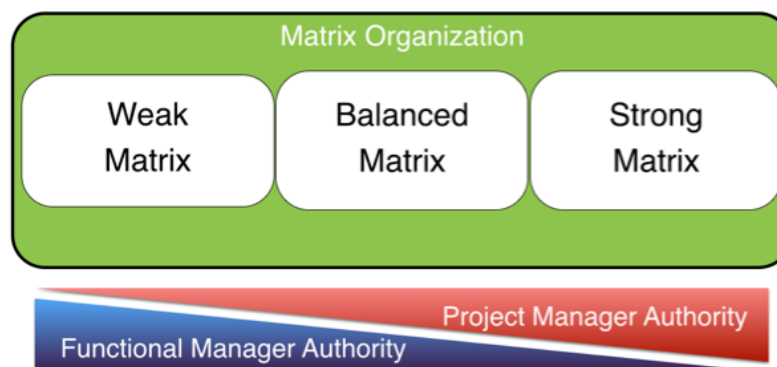 Matrix Organization
Weak
Matrix
Balanced
Matrix
Strong
Matrix
Project Manager Authority
Functional Manager Authority